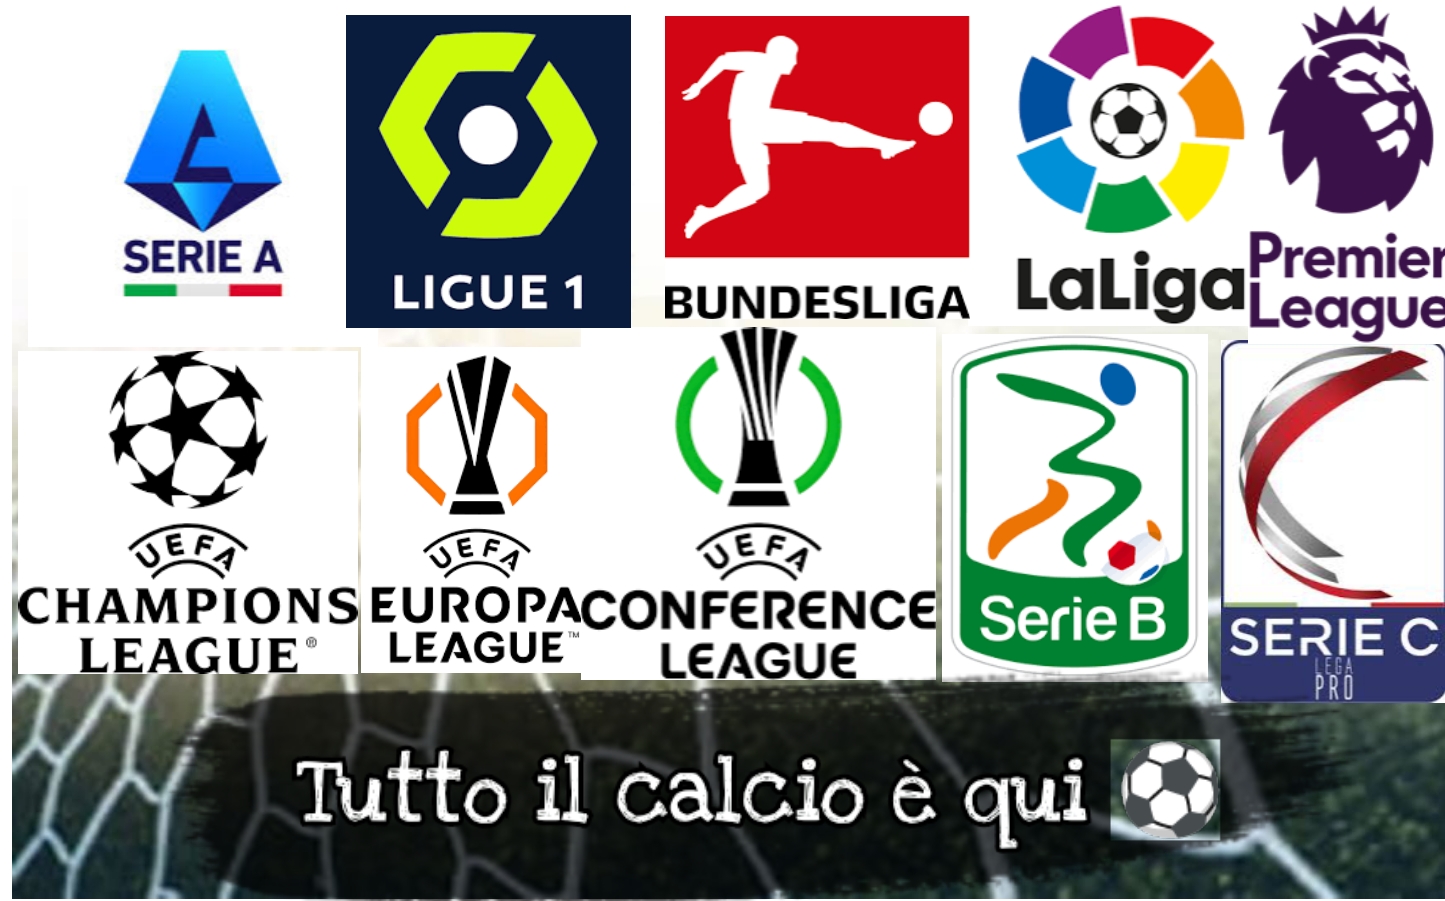 SERIE A
LIGUE 1
BUNDESLIGA
LaLiga
Premier
League
UEFA
CHAMPIONS
LEAGUE®
UEFA
EUROPA
LEAGUE™
UEFA
CONFERENCE
LEAGUE
Serie B
SERIE C
LEGA
PRO
Tutto il calcio è qui